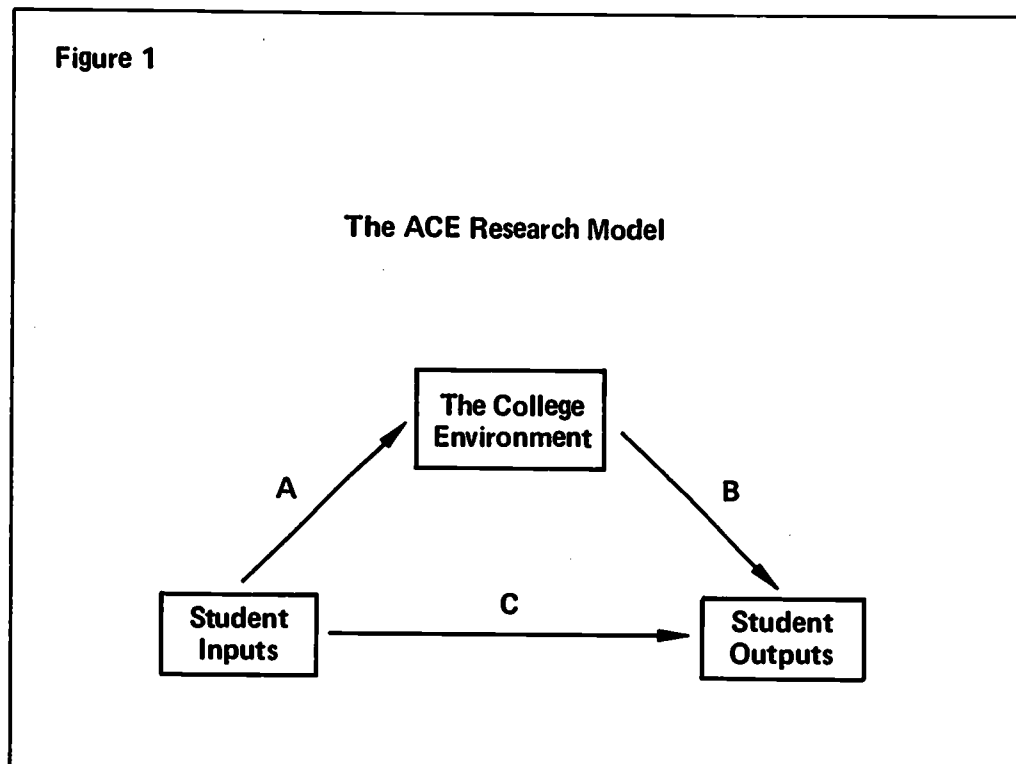 Figure 1
The ACE Research Model
The College
Environment
A
B
C
Student
Inputs
Student
Outputs